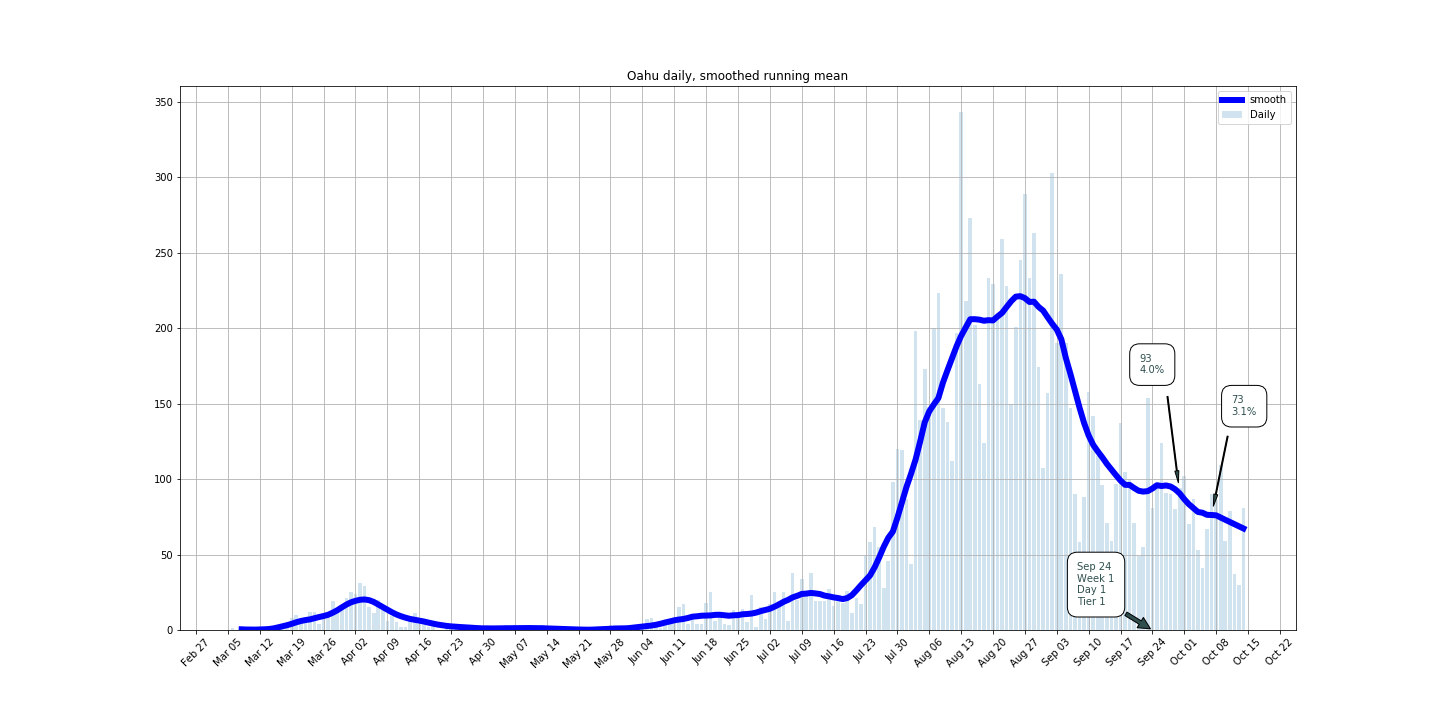 Oahu daily, smoothed running mean
smooth
Daily
350
300
250
200
150
100
50
0
93
4.0%
73
3.1%
Sep 24
Week 1
Day 1
Tier 1
Feb 27
Mar 05
Mar 12
Mar 19
Mar 26
Apr 02
Apr 09
Apr 16
Apr 23
Apr 30
May 07
May 14
May 21
May 28
Jun 04
Jun 11
Jun 18
Jun 25
Jul 02
Jul 09
Jul 16
Jul 23
Jul 30
Aug 06
Aug 13
Aug 20
Aug 27
Sep 03
Sep 10
Sep 17
Sep 24
Oct 01
Oct 08
Oct 15
Oct 22